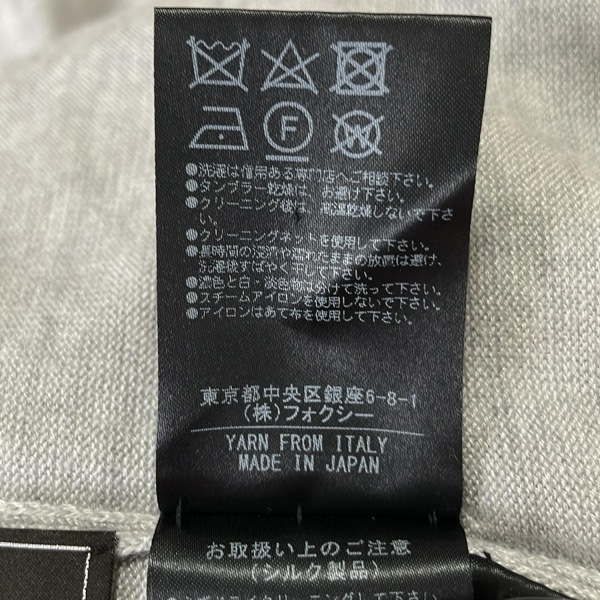 F
W
●洗濯は信用ある専門店へご相談下さい。
●タンブラー乾燥は お避け下さい。
●クリーニング後は、高温乾燥しないで下さ
い。
●クリーニングネットを使用して下さい。
●長時間の浸漬や濡れたままの放置は避け、
洗濯後すばやく干して下さい。
●濃色と白・淡色物は分けて洗って下さい。
●スチームアイロンを使用しないで下さい。
●アイロンはあて布を使用して下さい。
東京都中央区銀座6-8-1
(株)フォクシー
YARN FROM ITALY
MADE IN JAPAN
お取扱い上のご注意
(シルク製品)